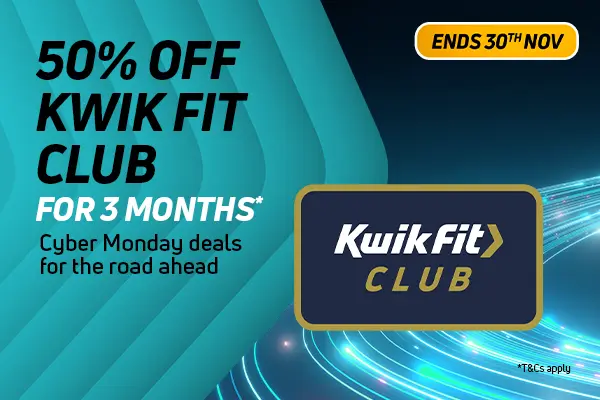 50% OFF
KWIK FIT
CLUB
FOR 3 MONTHS*
Cyber Monday deals
for the road ahead
ENDS 30TH NOV
KwikFit
CLUB
*T&Cs apply